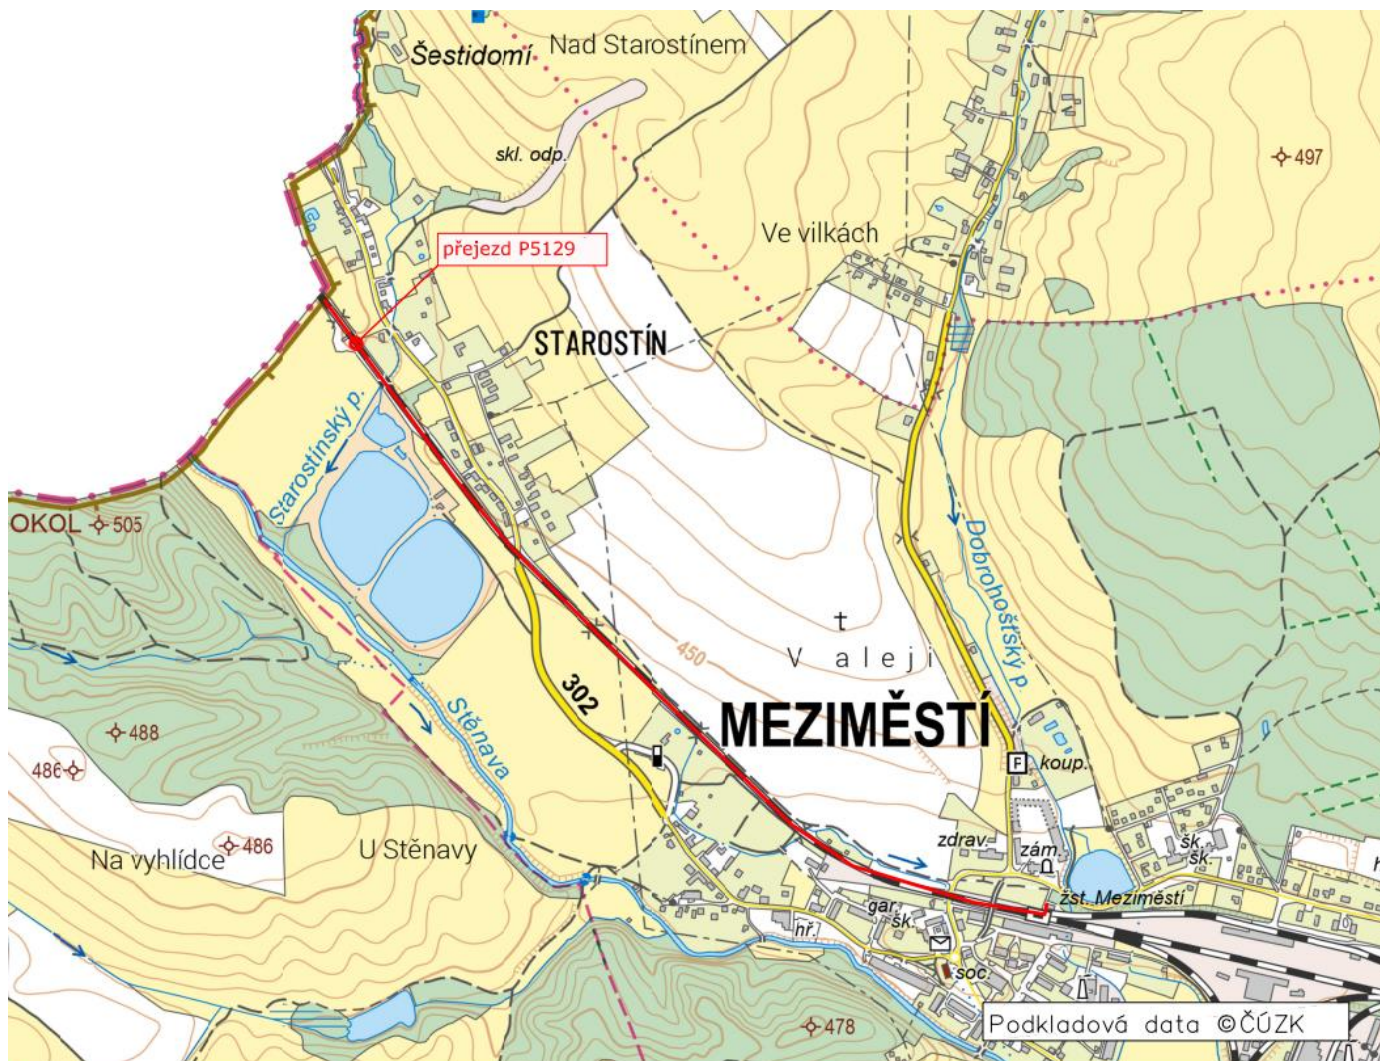 Šestidomí
Nad Starostínem
skl. odp.
497
Ve vilkách
přejezd P5129
STAROSTÍN
Starostínský p.
OKOL
505
Dobrohošťský p
450
V aleji
302
MEZIMĚSTÍ
Stěnava
488
486
F
koup.
486
Na vyhlídce
U Stěnavy
zdrav.
zám.
šk.
šk.
h
žst. Meziměstí
gar.
šk.
hř.
soc.
478
Podkladová data ©ČÚZK